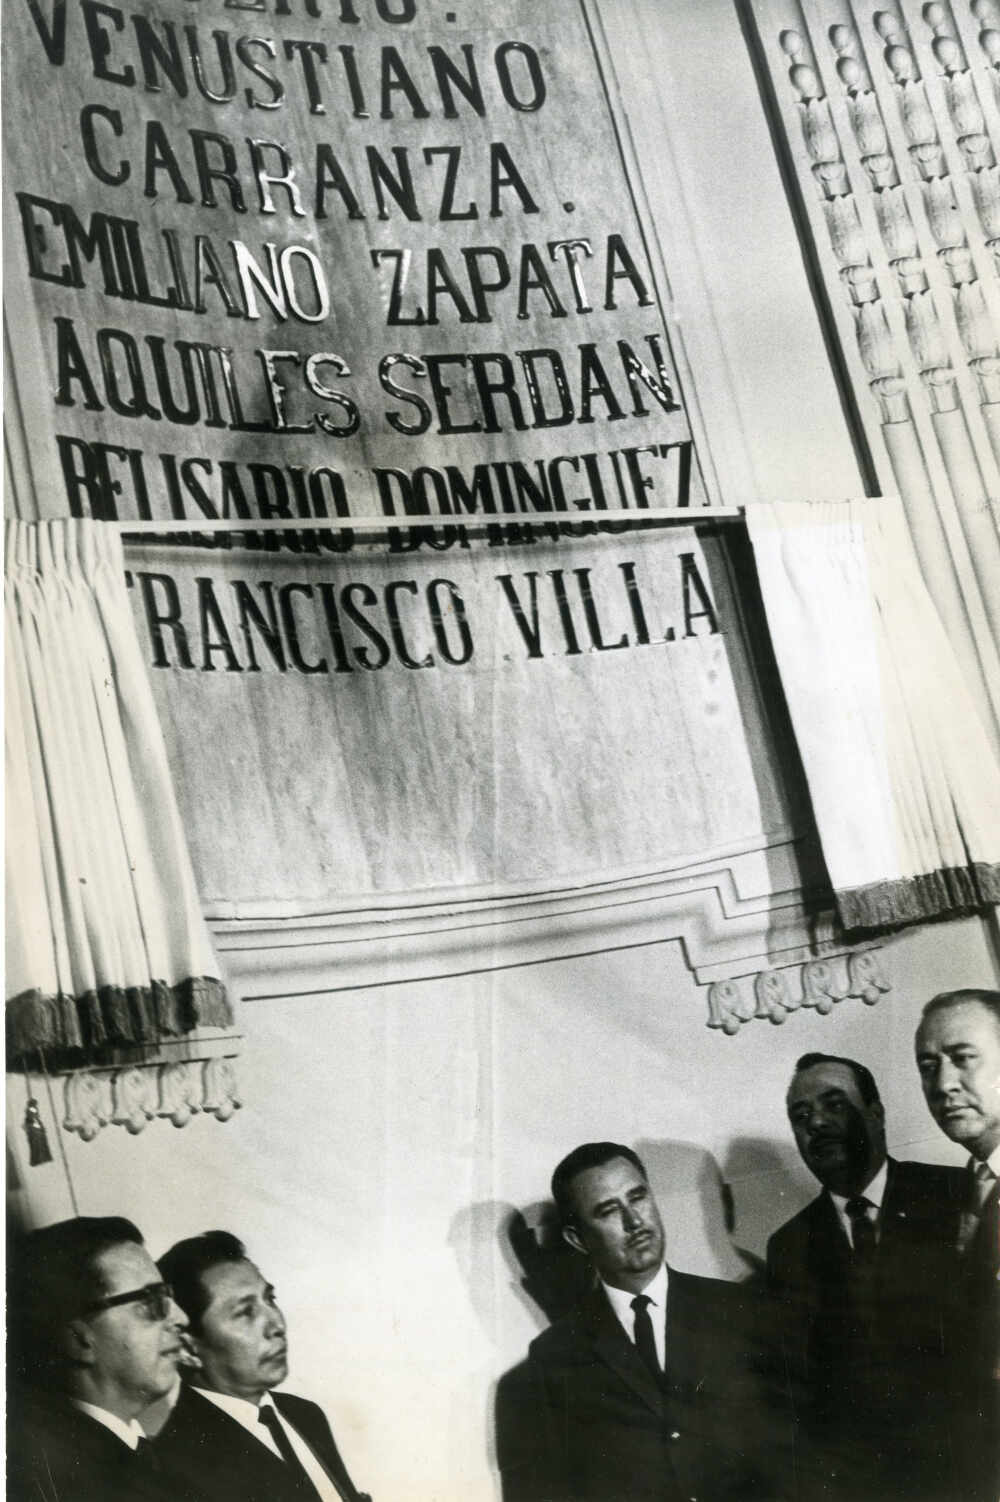 VENUSTIANO
CARRANZA.
EMILIANO ZAPATA
AQUILES SERDAN
BELISARIO DOMINGUEZ
FRANCISCO VILLA